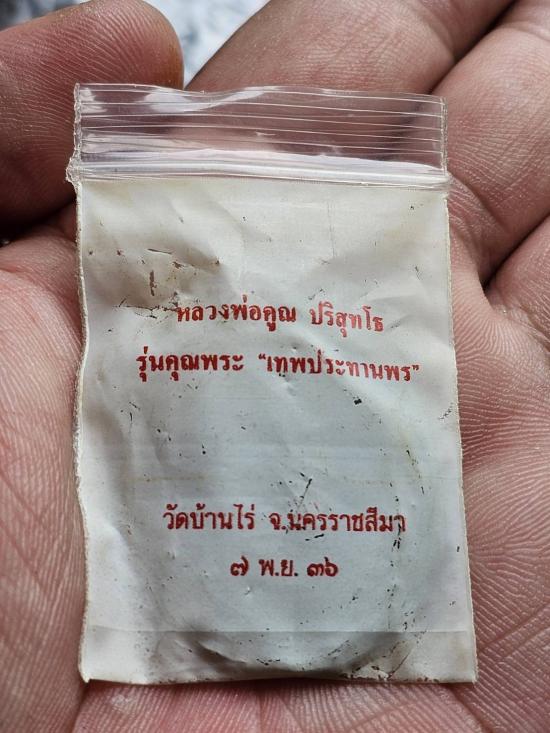 หลวงพ่อคูณ ปริสุทโธ
รุ่นคุณพระ "เทพประทานพร"
วัดบ้านไร่ จ.นครราชสีมา
๗ พ.ย. ๓๖